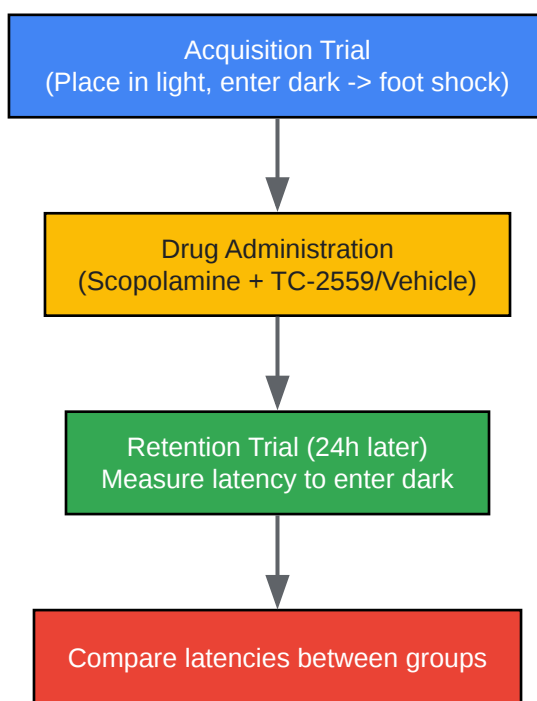 Acquisition Trial
(Place in light, enter dark -> foot shock)
Drug Administration
(Scopolamine + TC-2559/Vehicle)
Retention Trial (24h later)
Measure latency to enter dark
Compare latencies between groups